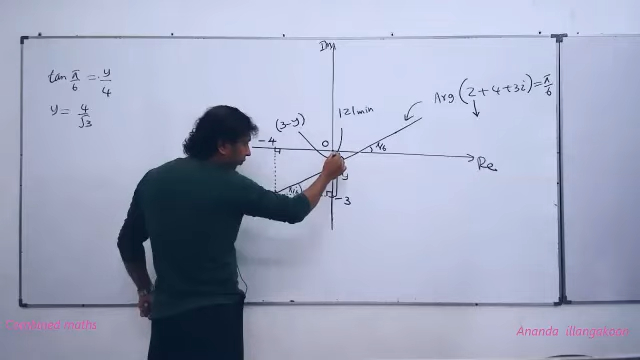 Im
tan π/6 = y/4
y = 4/√3
(3-y)
|z|min
Arg (z + 4 + 3i) = π/6
-4
0
π/6
Re
π/6
y
-3
Ananda illangakoon